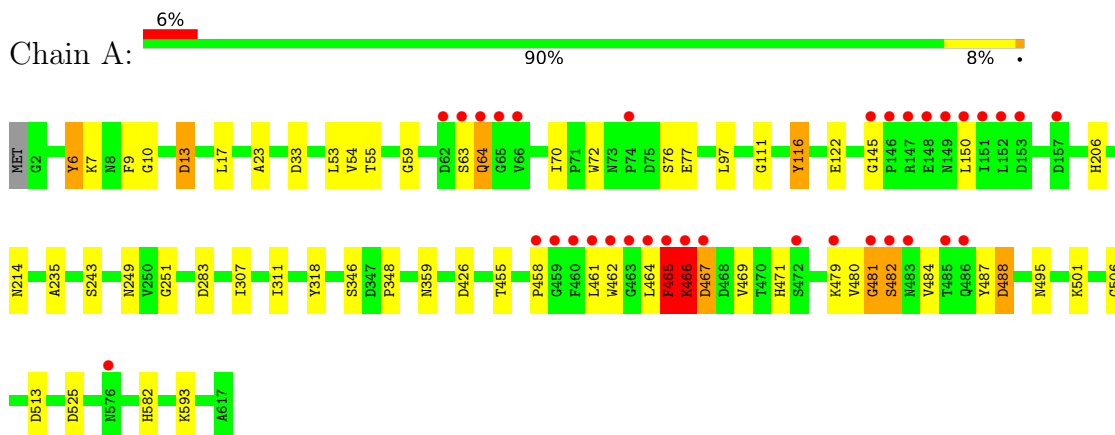 6%
Chain A:
90% 8% •
MET G2 Y6 K7 N8 F9 G10 D13 L17 A23 D33 L53 V54 T55 G59 D62 S63 Q64 G65 V66 I70 P71 W72 N73 P74 D75 S76 E77 L97 G111 Y116 E122 G145 P146 R147 E148 N149 L150 I151 L152 D153 D157 H206
N214 A235 S243 N249 V250 G251 D283 I307 I311 Y318 S346 D347 P348 N359 D426 T455 P458 G459 F460 L461 W462 G463 L464 F465 K466 D467 D468 V469 T470 H471 S472 K479 V480 G481 S482 N483 V484 T485 Q486 Y487 D488 N495 K501 G506
D513 D525 N576 H582 K593 A617